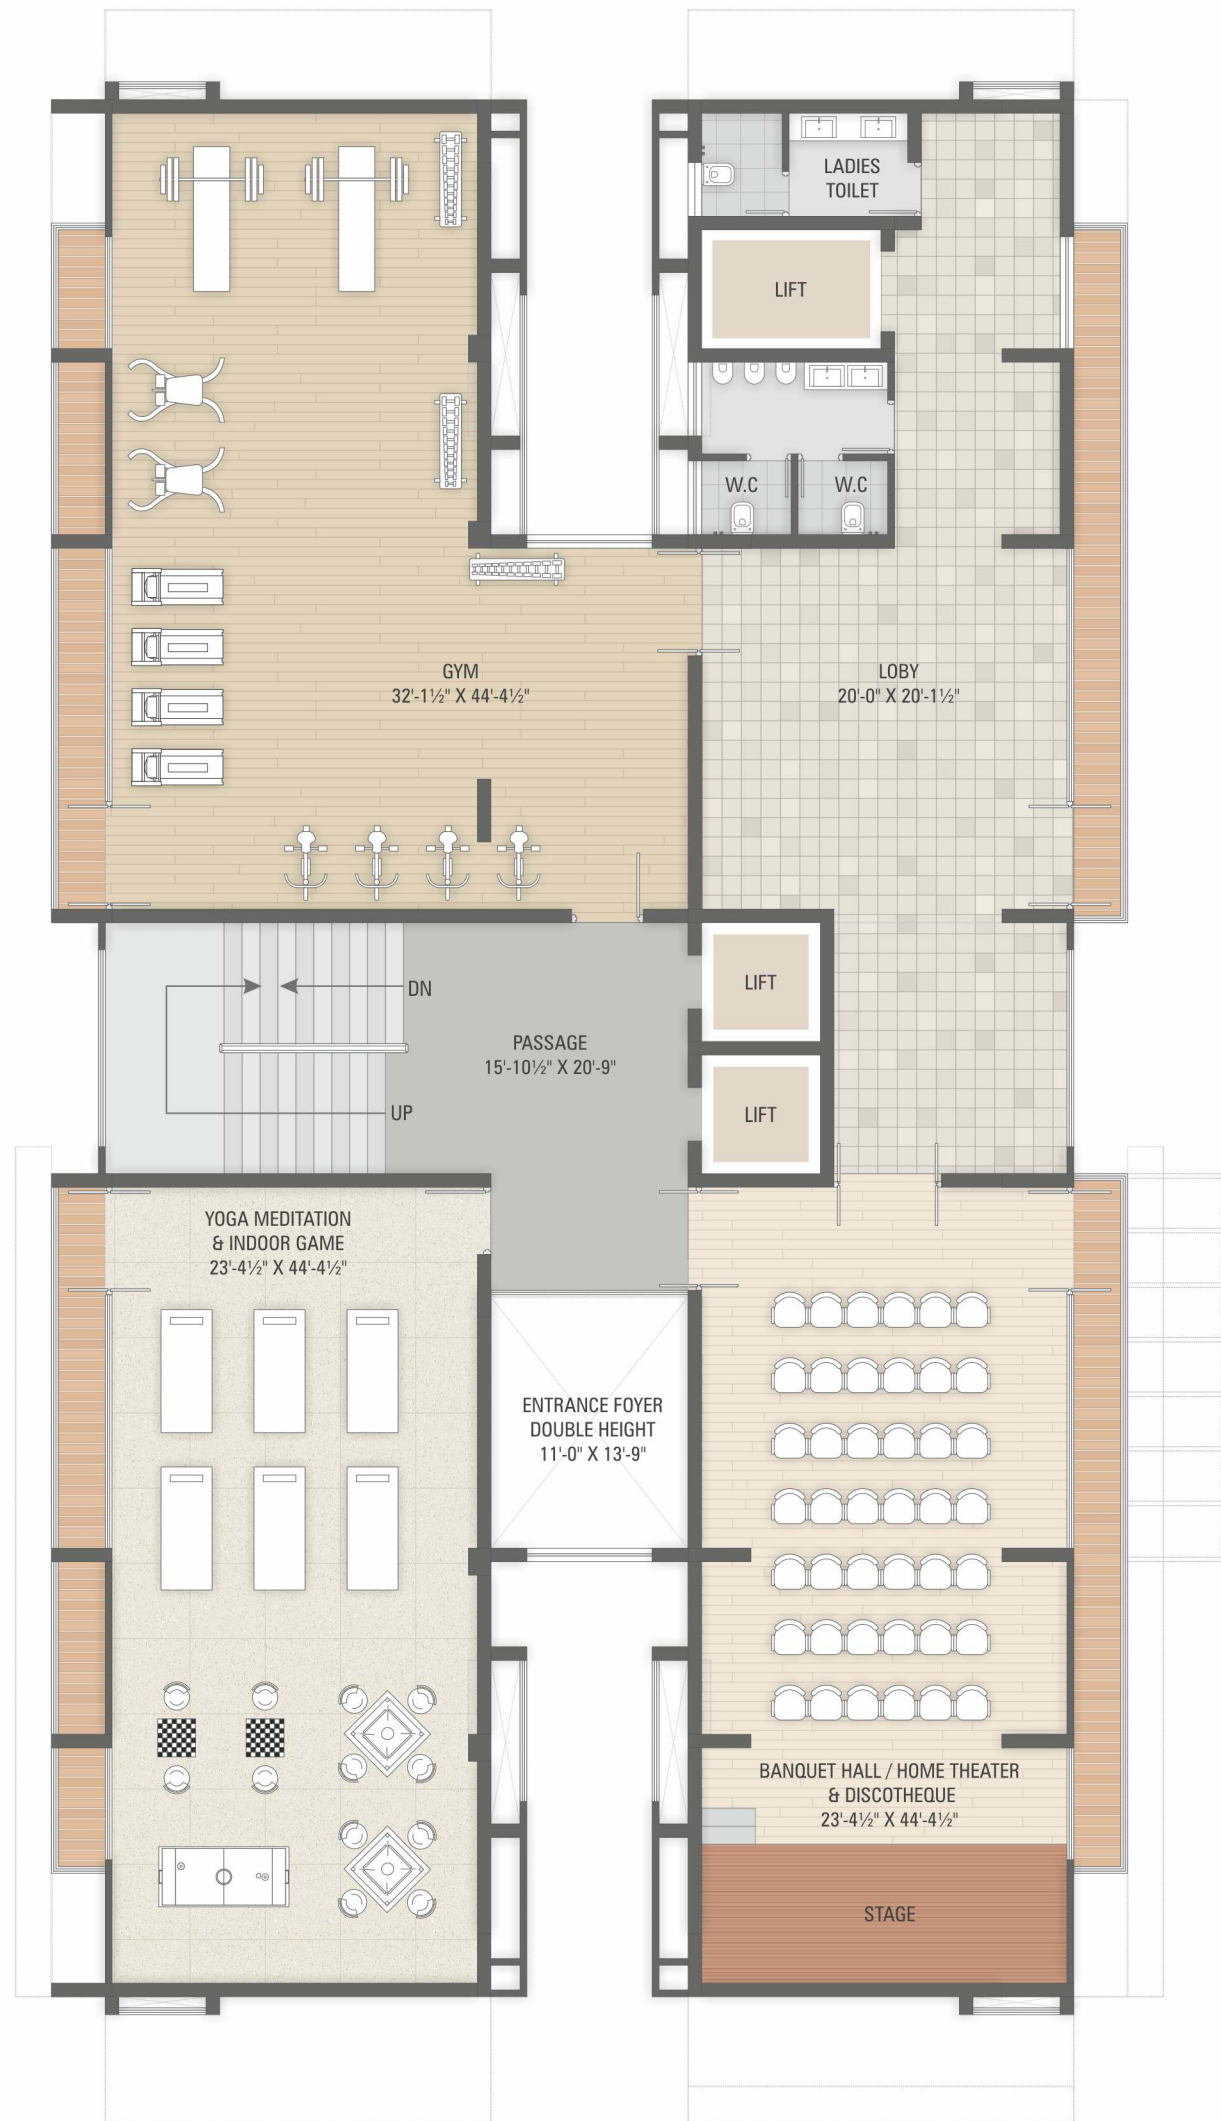 LADIES
TOILET
LIFT
W.C
W.C
GYM
32'-1½" X 44'-4½"
LOBY
20'-0" X 20'-1½"
DN
LIFT
PASSAGE
15'-10½" X 20'-9"
UP
LIFT
YOGA MEDITATION
& INDOOR GAME
23'-4½" X 44'-4½"
ENTRANCE FOYER
DOUBLE HEIGHT
11'-0" X 13'-9"
BANQUET HALL / HOME THEATER
& DISCOTHEQUE
23'-4½" X 44'-4½"
STAGE